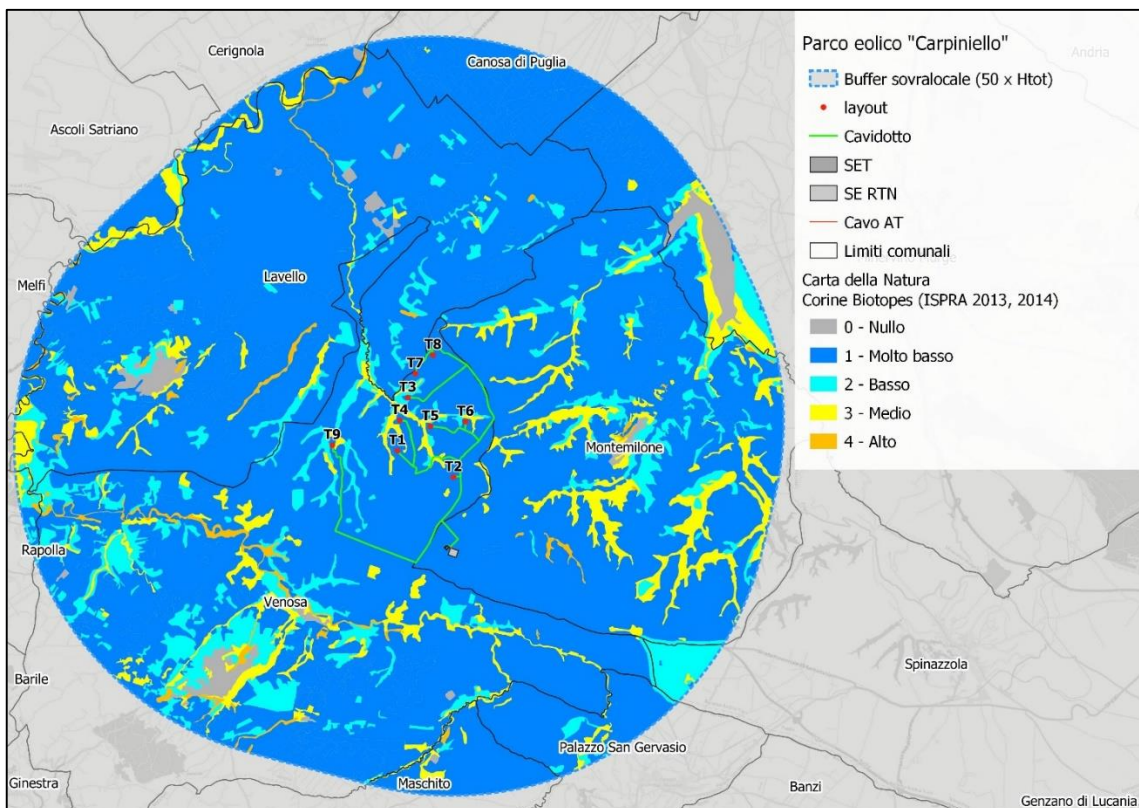 Cerignola
Canosa di Puglia
Ascoli Satriano
Melfi
Lavello
T8
T7
T3
T4
T5
T6
T9
T1
T2
Montemilone
Rapolla
Venosa
Barile
Spinazzola
Palazzo San Gervasio
Ginestra
Maschito
Banzi
Genzano di Lucania
Parco eolico "Carpiniello"
Andria
Buffer sovralocale (50 x Htot)
layout
Cavidotto
SET
SE RTN
Cavo AT
Limiti comunali
Carta della Natura
Corine Biotopes (ISPRA 2013, 2014)
0 - Nullo
1 - Molto basso
2 - Basso
3 - Medio
4 - Alto